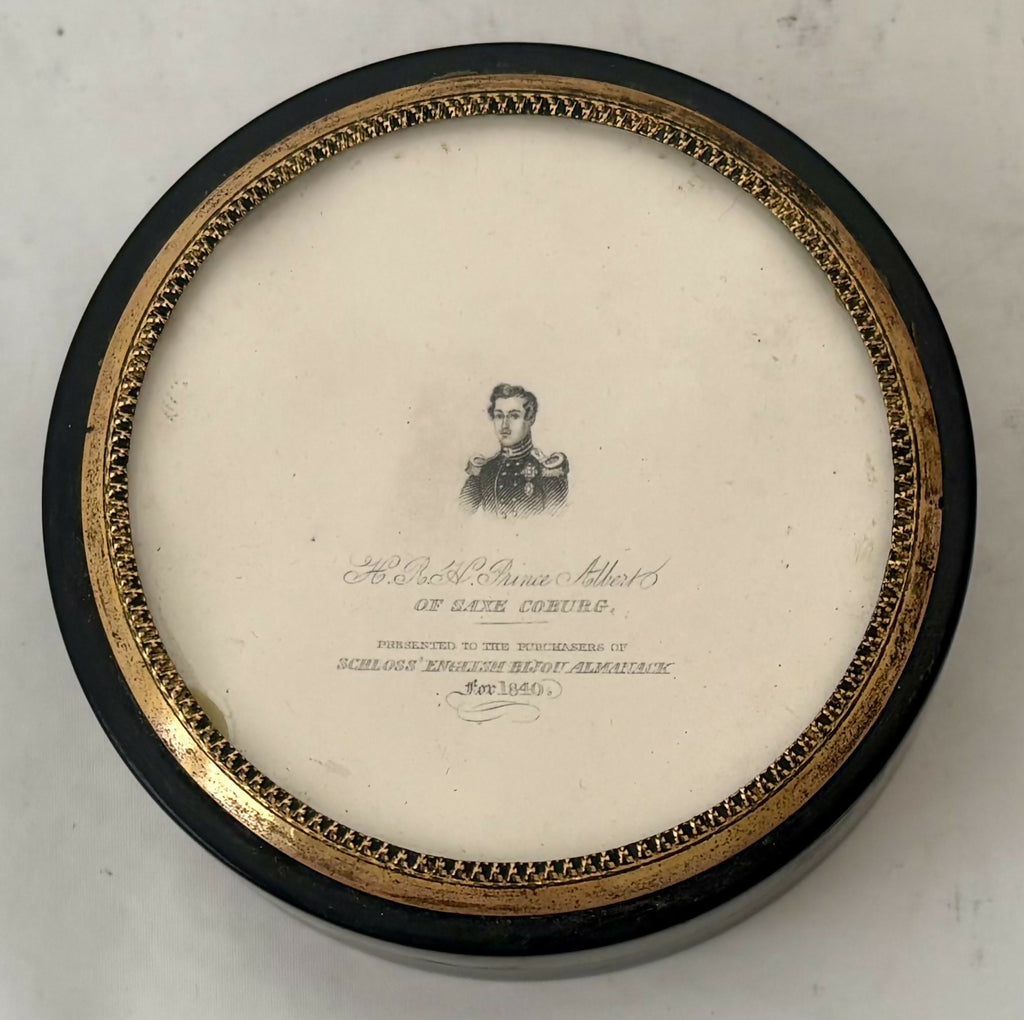 H.R.H. Prince Albert
OF SAXE COBURG.
PRESENTED TO THE PURCHASERS OF
SCHLOSS' ENGLISH BIJOU ALMANACK
For 1840.